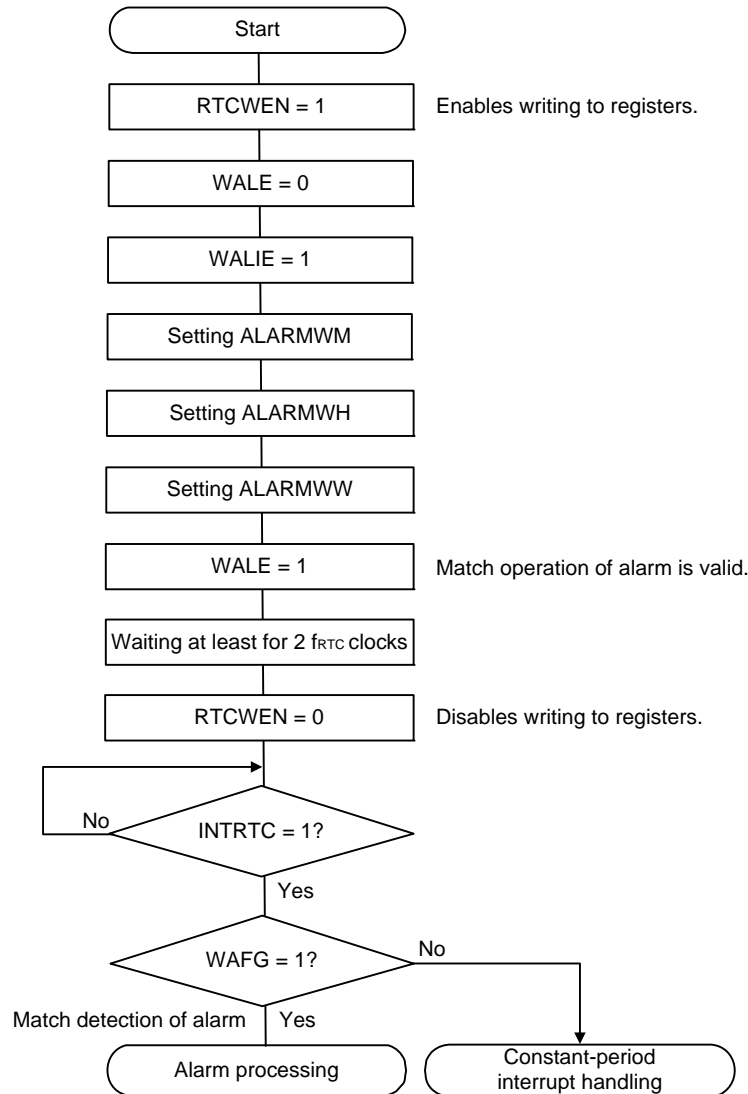 Start
RTCWEN = 1
Enables writing to registers.
WALE = 0
WALIE = 1
Setting ALARMWM
Setting ALARMWH
Setting ALARMWW
WALE = 1
Match operation of alarm is valid.
Waiting at least for 2 fRTC clocks
RTCWEN = 0
Disables writing to registers.
No
INTRTC = 1?
Yes
WAFG = 1?
No
Match detection of alarm
Yes
Alarm processing
Constant-period
interrupt handling